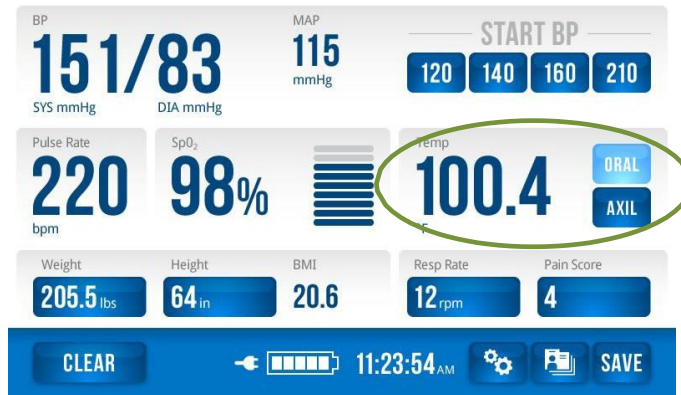 BP
MAP
START BP
151/83
115
mmHg
120 140 160 210
SYS mmHg DIA mmHg
Pulse Rate
SpO₂
Temp
220
98%
100.4
ORAL
AXIL
bpm
°F
Weight
Height
BMI
Resp Rate
Pain Score
205.5 lbs
64 in
20.6
12 rpm
4
CLEAR
11:23:54 AM
SAVE